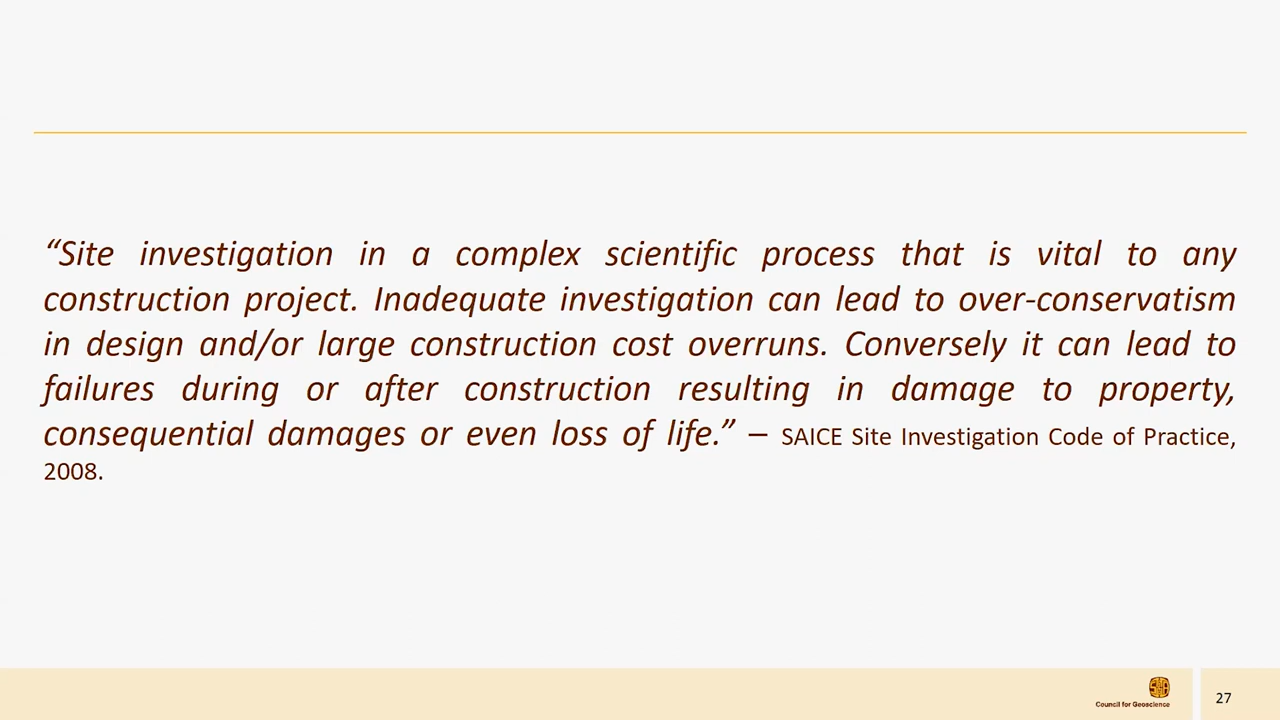 “Site investigation in a complex scientific process that is vital to any
construction project. Inadequate investigation can lead to over-conservatism
in design and/or large construction cost overruns. Conversely it can lead to
failures during or after construction resulting in damage to property,
consequential damages or even loss of life.” – SAICE Site Investigation Code of Practice,
2008.
Council for Geoscience
27